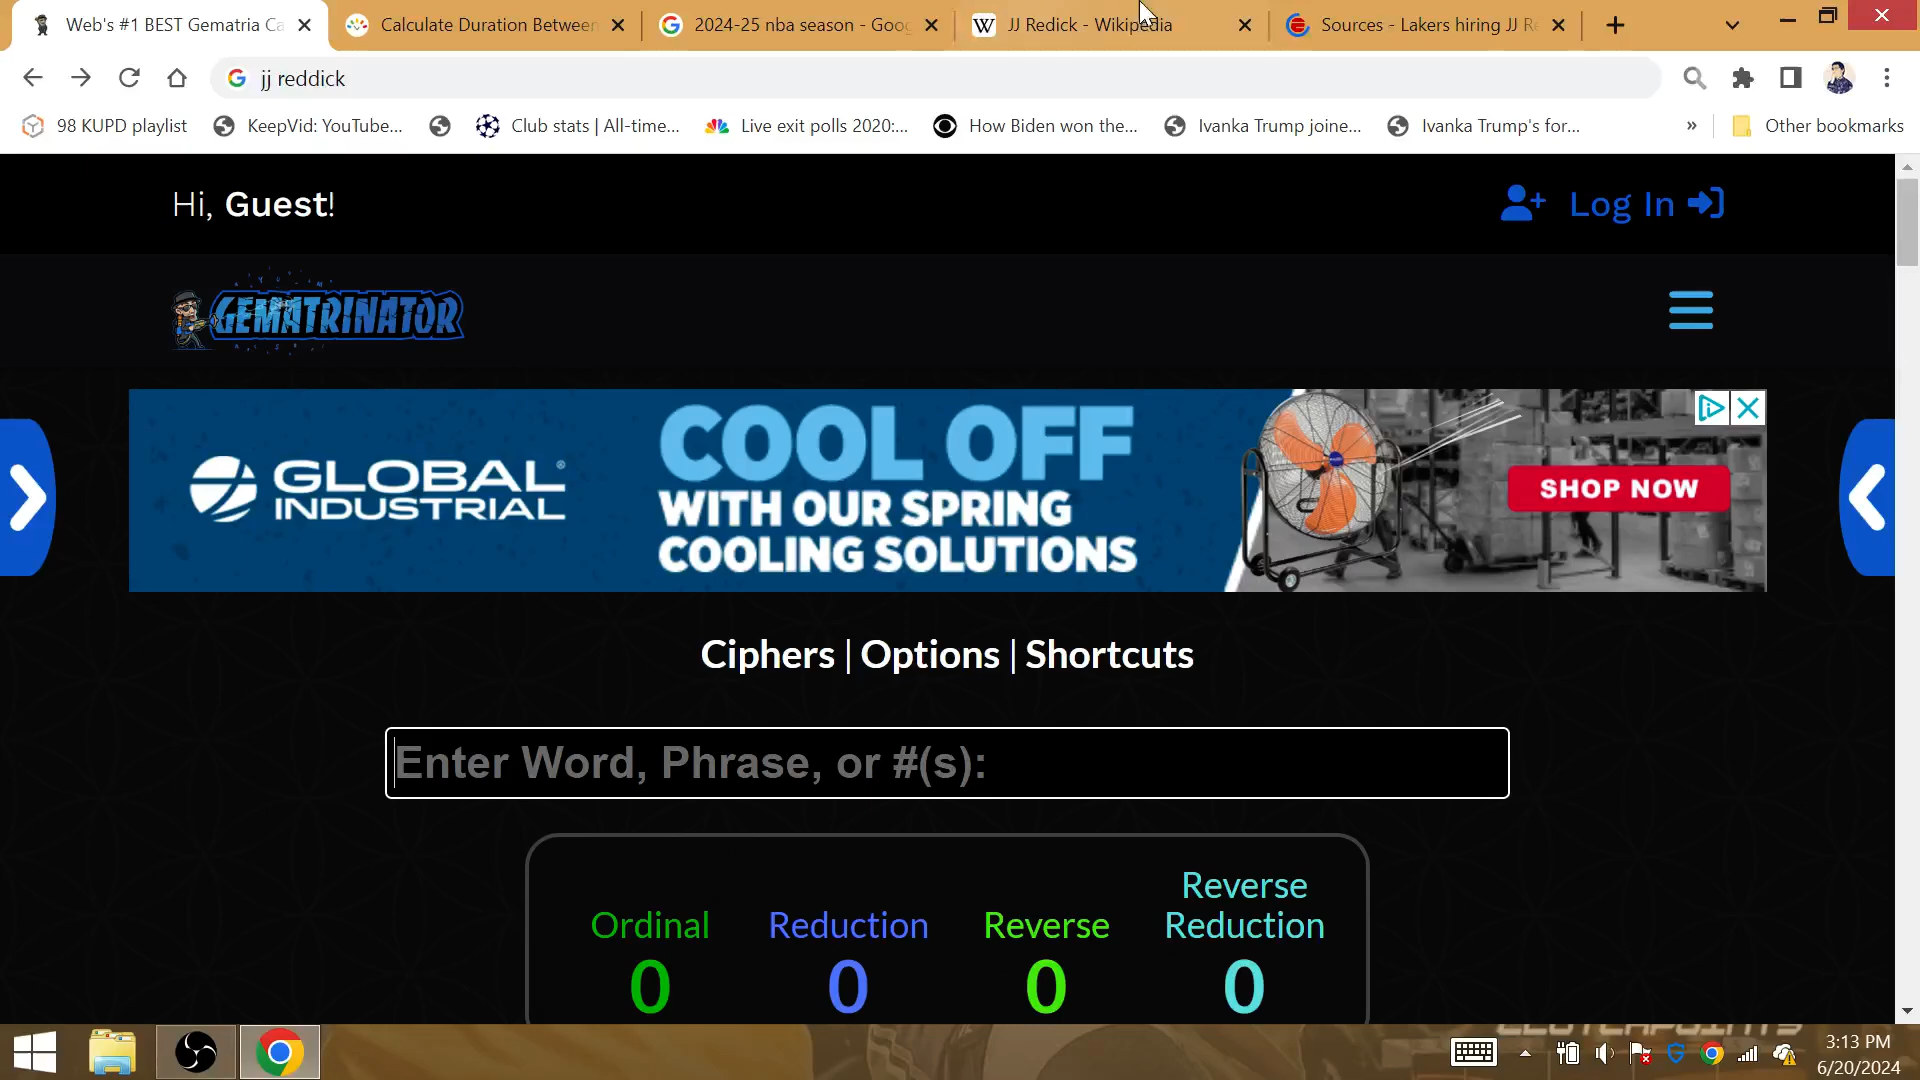 Web's #1 BEST Gematria Ca
Calculate Duration Between
2024-25 nba season - Goog
JJ Redick - Wikipedia
Sources - Lakers hiring JJ Re
jj reddick
98 KUPD playlist
KeepVid: YouTube...
Club stats | All-time...
Live exit polls 2020:...
How Biden won the...
Ivanka Trump joine...
Ivanka Trump's for...
»
Other bookmarks
Hi, Guest!
Log In
GEMATRINATOR
GLOBAL INDUSTRIAL®
COOL OFF
WITH OUR SPRING
COOLING SOLUTIONS
SHOP NOW
Ciphers | Options | Shortcuts
Enter Word, Phrase, or #(s):
Ordinal
0
Reduction
0
Reverse
0
Reverse
Reduction
0
CLUTCHPOINTS
3:13 PM
6/20/2024